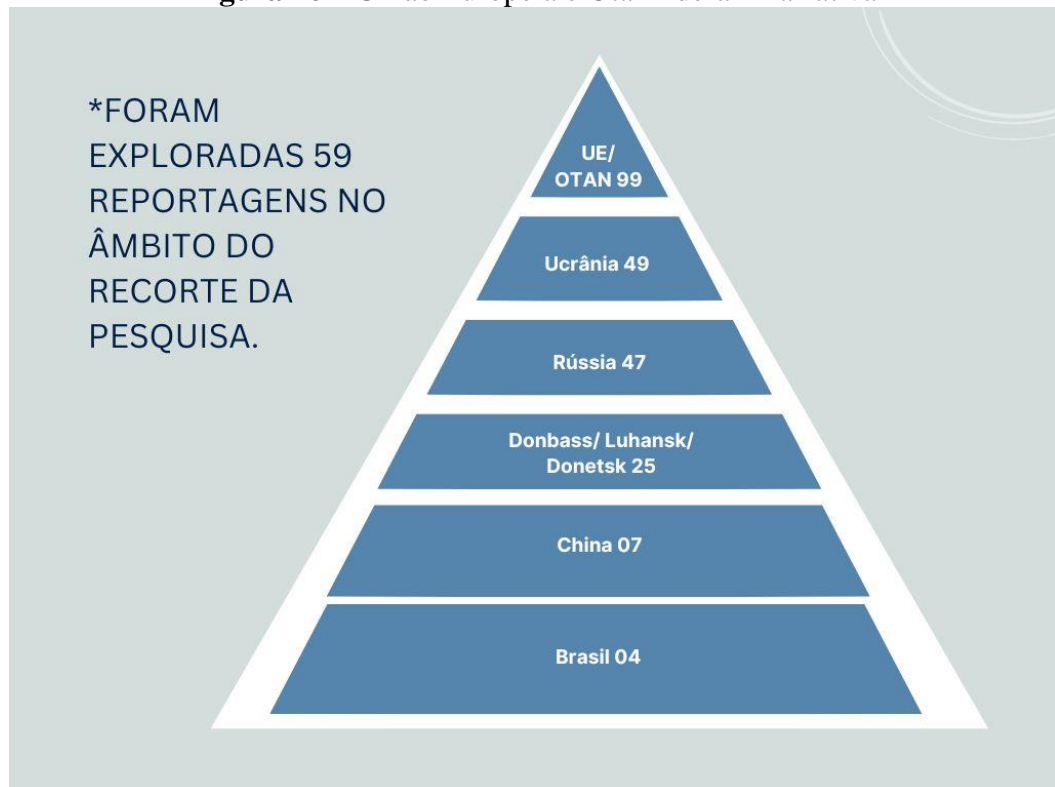 *FORAM
EXPLORADAS 59
REPORTAGENS NO
ÂMBITO DO
RECORTE DA
PESQUISA.
UE/
OTAN 99
Ucrânia 49
Rússia 47
Donbass/ Luhansk/
Donetsk 25
China 07
Brasil 04